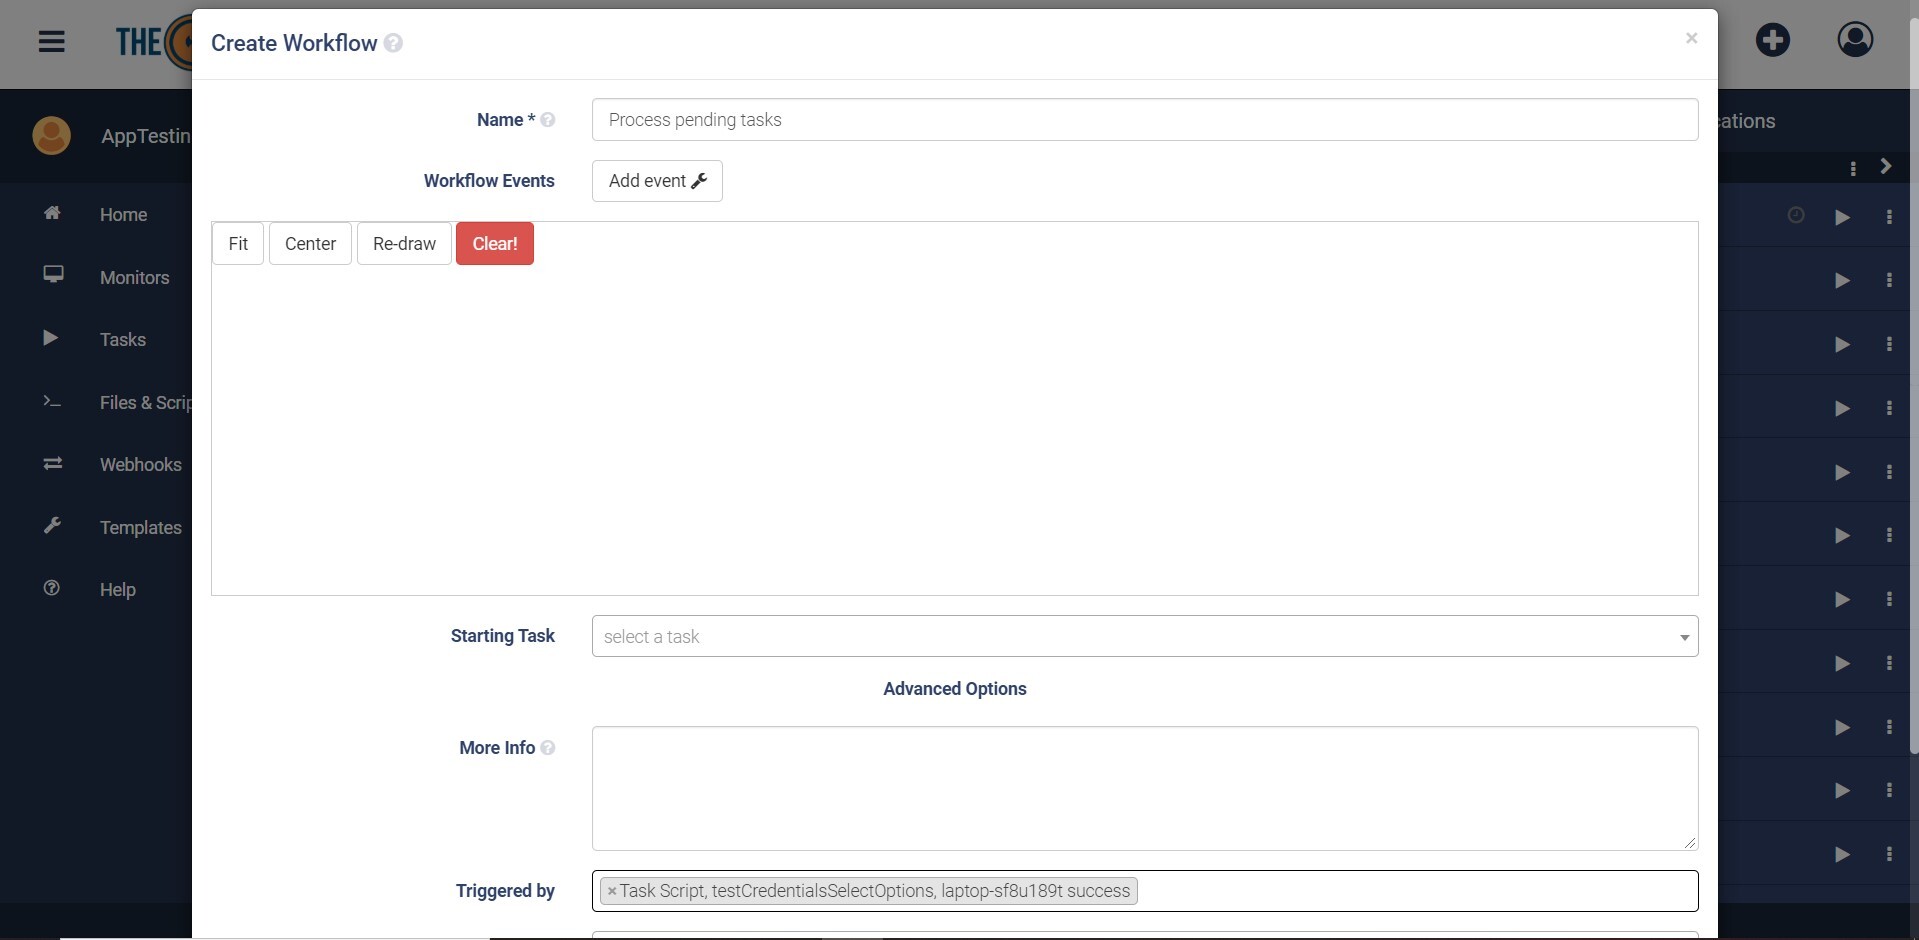 THE
Create Workflow
×
AppTestin
Name *
Process pending tasks
cations
Workflow Events
Add event
Home
Fit
Center
Re-draw
Clear!
Monitors
Tasks
Files & Scrip
Webhooks
Templates
Help
Starting Task
select a task
Advanced Options
More Info
Triggered by
× Task Script, testCredentialsSelectOptions, laptop-sf8u189t success